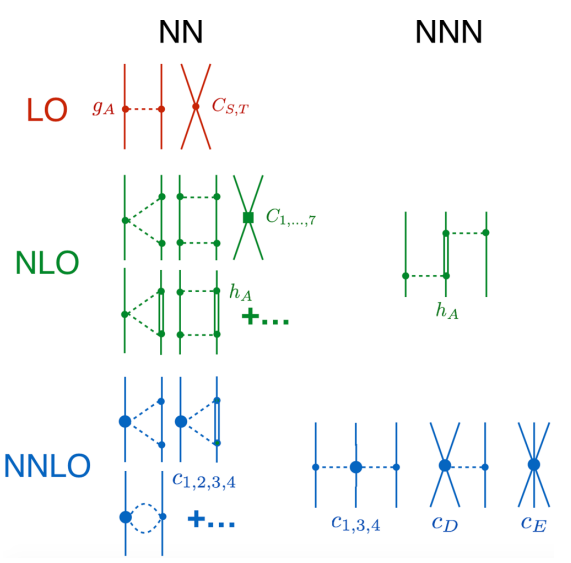 NN NNN
LO g_A C_{S,T}
NLO C_{1,...,7}
h_A
+...
h_A
NNLO c_{1,2,3,4}
+...
c_{1,3,4} c_D c_E